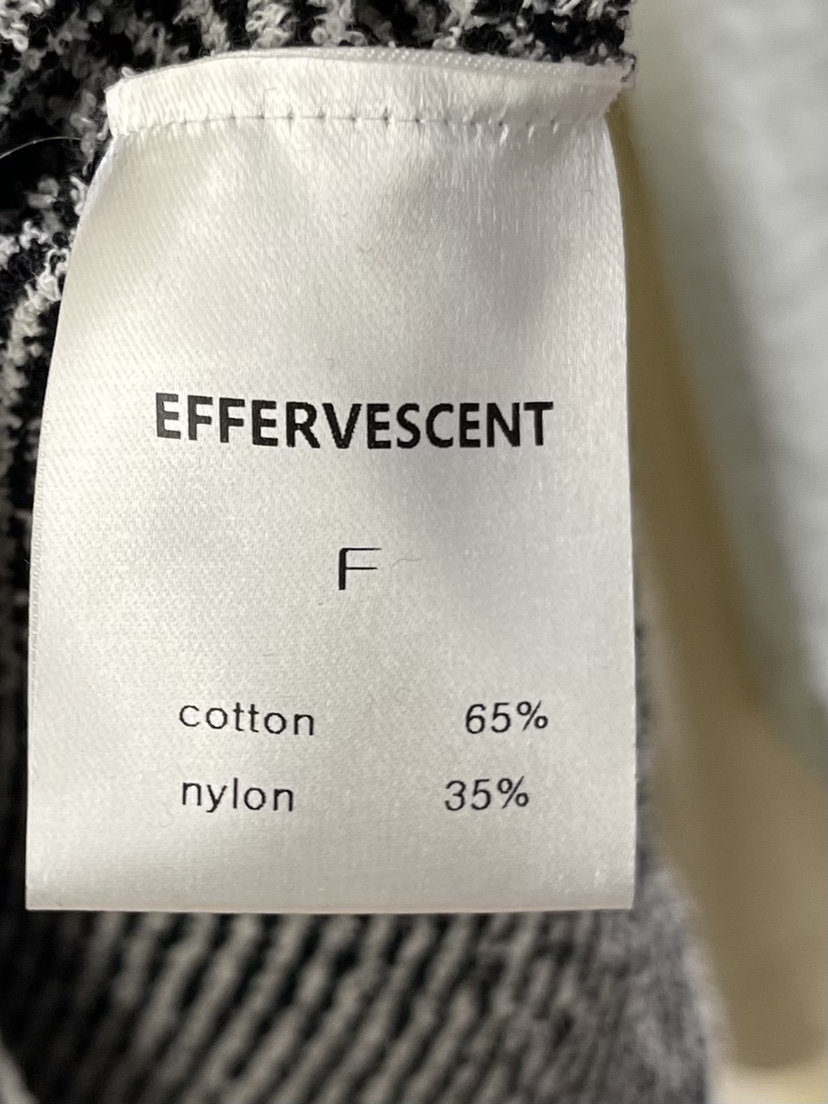 EFFERVESCENT
F
cotton 65%
nylon 35%